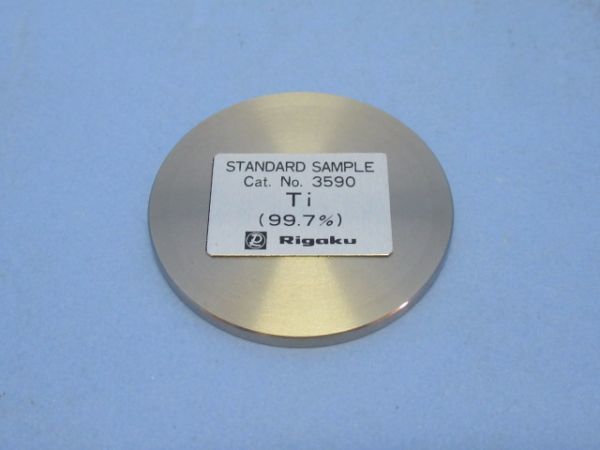 STANDARD SAMPLE
Cat. No. 3590
Ti
(99.7%)
Rigaku